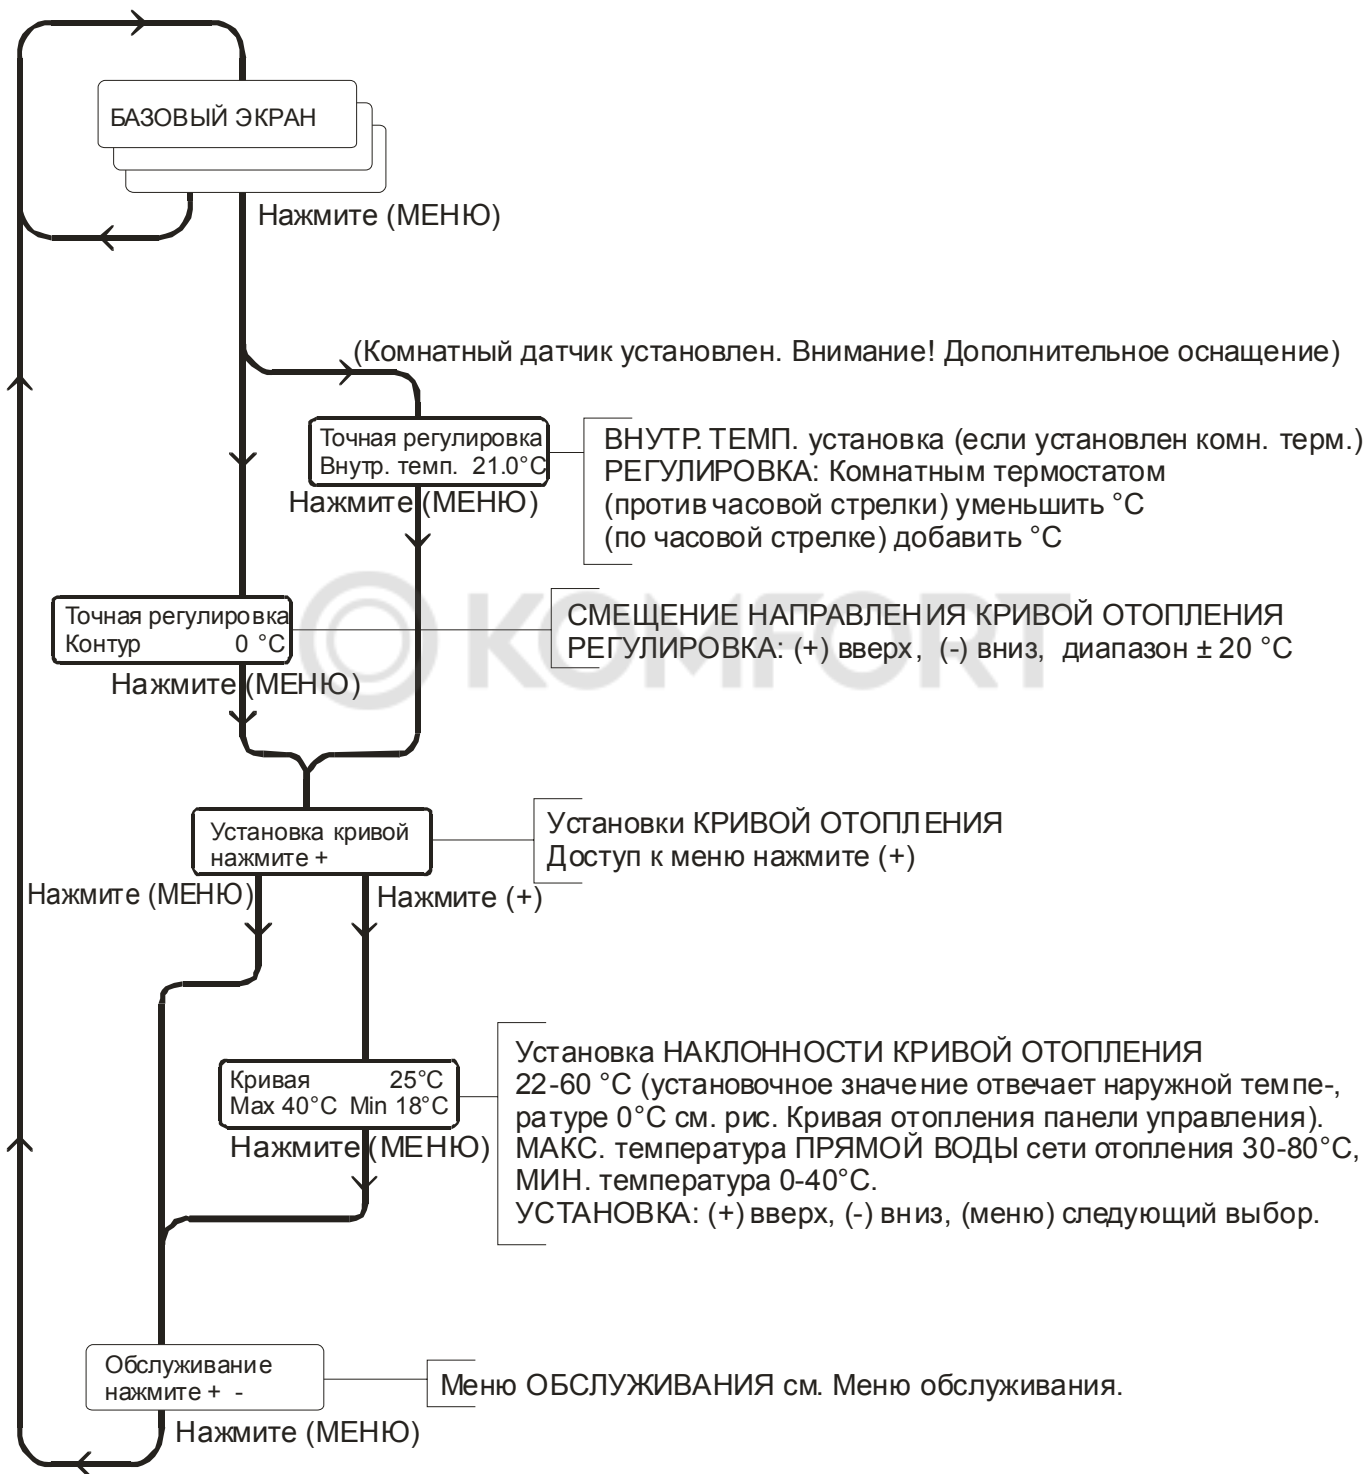 БАЗОВЫЙ ЭКРАН
Нажмите (МЕНЮ)
(Комнатный датчик установлен. Внимание! Дополнительное оснащение)
Точная регулировка
Внутр. темп. 21.0°C
Нажмите (МЕНЮ)
ВНУТР. ТЕМП. установка (если установлен комн. терм.)
РЕГУЛИРОВКА: Комнатным термостатом
(против часовой стрелки) уменьшить °C
(по часовой стрелке) добавить °C
KOMFORT
Точная регулировка
Контур 0 °C
Нажмите (МЕНЮ)
СМЕЩЕНИЕ НАПРАВЛЕНИЯ КРИВОЙ ОТОПЛЕНИЯ
РЕГУЛИРОВКА: (+) вверх, (-) вниз, диапазон ± 20 °C
Установка кривой
нажмите +
Установки КРИВОЙ ОТОПЛЕНИЯ
Доступ к меню нажмите (+)
Нажмите (МЕНЮ)
Нажмите (+)
Кривая 25°C
Max 40°C Min 18°C
Нажмите (МЕНЮ)
Установка НАКЛОННОСТИ КРИВОЙ ОТОПЛЕНИЯ
22-60 °C (установочное значение отвечает наружной темпе-,
ратуре 0°C см. рис. Кривая отопления панели управления).
МАКС. температура ПРЯМОЙ ВОДЫ сети отопления 30-80°C,
МИН. температура 0-40°C.
УСТАНОВКА: (+) вверх, (-) вниз, (меню) следующий выбор.
Обслуживание
нажмите + -
Меню ОБСЛУЖИВАНИЯ см. Меню обслуживания.
Нажмите (МЕНЮ)